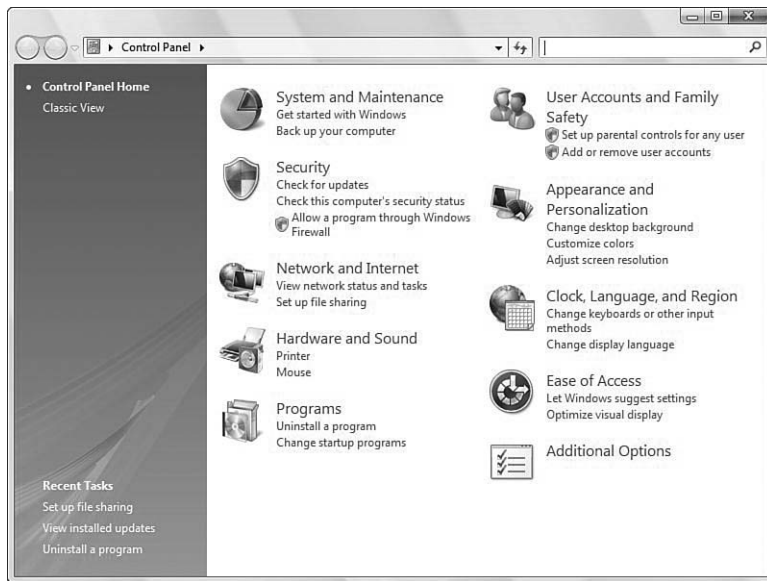 Control Panel
Control Panel Home
Classic View
System and Maintenance
Get started with Windows
Back up your computer
Security
Check for updates
Check this computer's security status
Allow a program through Windows
Firewall
Network and Internet
View network status and tasks
Set up file sharing
Hardware and Sound
Printer
Mouse
Programs
Uninstall a program
Change startup programs
User Accounts and Family
Safety
Set up parental controls for any user
Add or remove user accounts
Appearance and
Personalization
Change desktop background
Customize colors
Adjust screen resolution
Clock, Language, and Region
Change keyboards or other input
methods
Change display language
Ease of Access
Let Windows suggest settings
Optimize visual display
Additional Options
Recent Tasks
Set up file sharing
View installed updates
Uninstall a program